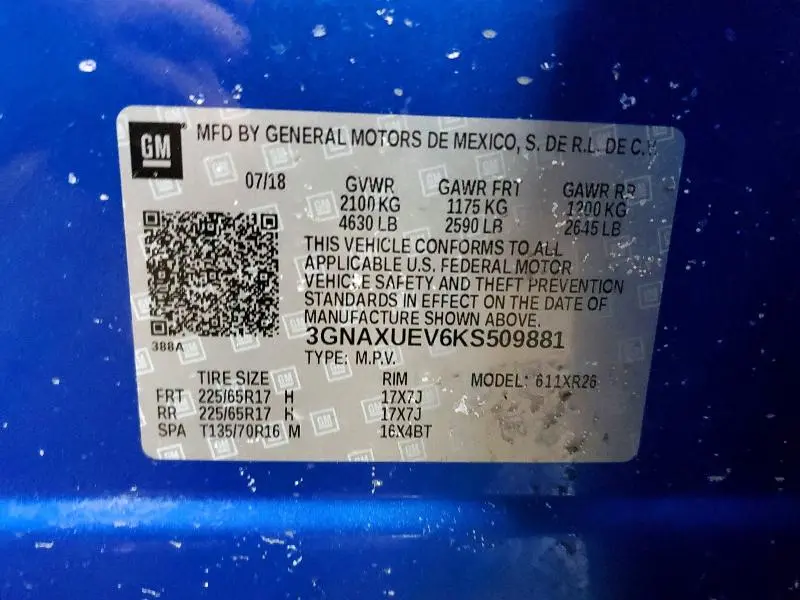 GM
MFD BY GENERAL MOTORS DE MEXICO, S. DE R.L. DE C.V.
07/18 GVWR GAWR FRT GAWR RR
2100 KG 1175 KG 1200 KG
4630 LB 2590 LB 2645 LB
THIS VEHICLE CONFORMS TO ALL
APPLICABLE U.S. FEDERAL MOTOR
VEHICLE SAFETY AND THEFT PREVENTION
STANDARDS IN EFFECT ON THE DATE OF
MANUFACTURE SHOWN ABOVE.
388A
3GNAXUEV6KS509881
TYPE: M.P.V.
TIRE SIZE RIM MODEL: 611XR26
FRT 225/65R17 H 17X7J
RR 225/65R17 H 17X7J
SPA T135/70R16 M 16X4BT